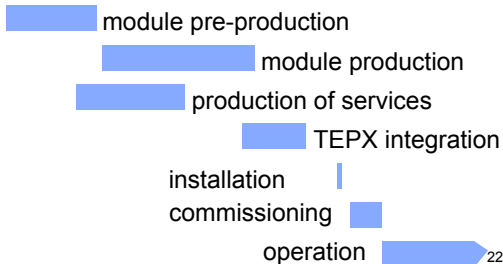 module pre-production
module production
production of services
TEPX integration
installation
commissioning
operation
22